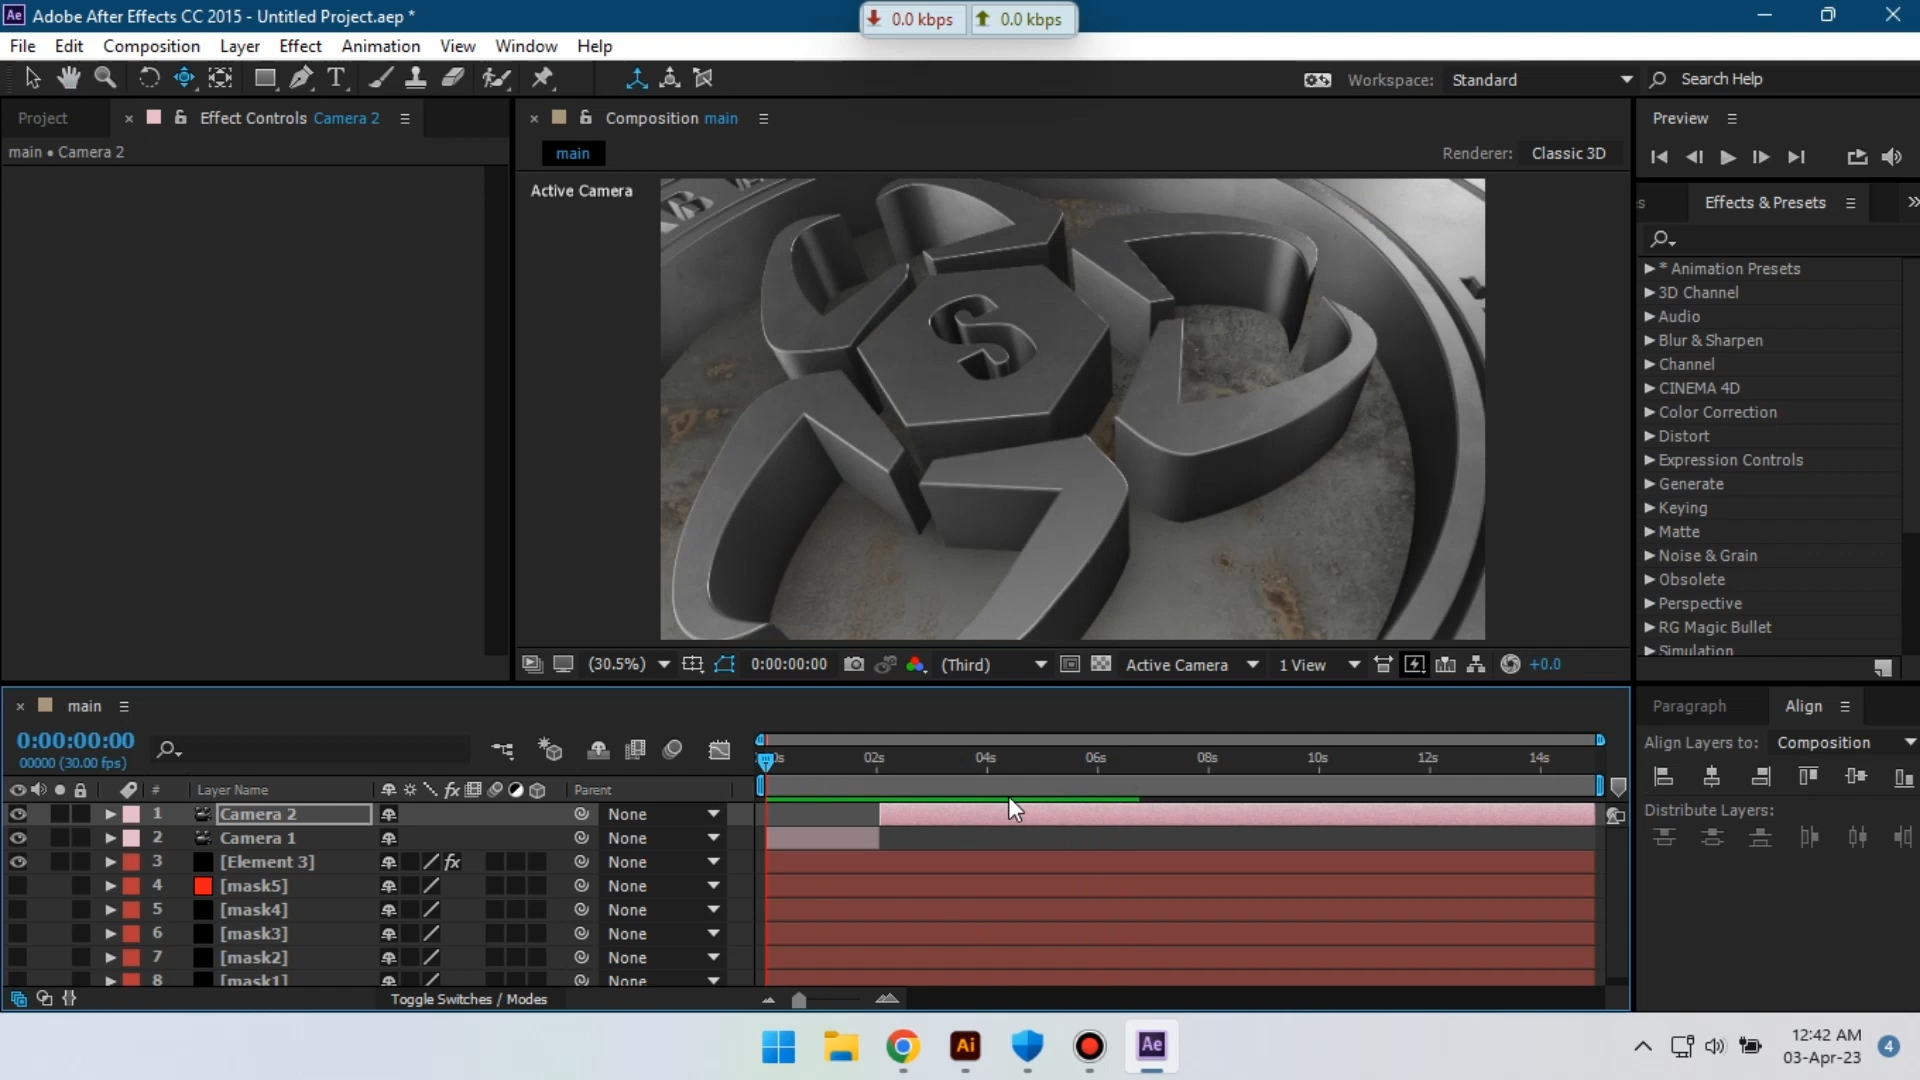 Ae Adobe After Effects CC 2015 - Untitled Project.aep *
0.0 kbps 0.0 kbps
File Edit Composition Layer Effect Animation View Window Help
Workspace: Standard Search Help
Project Effect Controls Camera 2
main • Camera 2
Composition main
main
Renderer: Classic 3D
Active Camera
S
(30.5%) 0:00:00:00 (Third) Active Camera 1 View +0.0
Preview
Effects & Presets
* Animation Presets
3D Channel
Audio
Blur & Sharpen
Channel
CINEMA 4D
Color Correction
Distort
Expression Controls
Generate
Keying
Matte
Noise & Grain
Obsolete
Perspective
RG Magic Bullet
Simulation
main
0:00:00:00
00000 (30.00 fps)
02s 04s 06s 08s 10s 12s 14s
# Layer Name fx Parent
1 Camera 2 None
2 Camera 1 None
3 [Element 3] fx None
4 [mask5] None
5 [mask4] None
6 [mask3] None
7 [mask2] None
8 [mask1] None
Toggle Switches / Modes
Paragraph Align
Align Layers to: Composition
Distribute Layers:
Ai Ae
12:42 AM
03-Apr-23
4